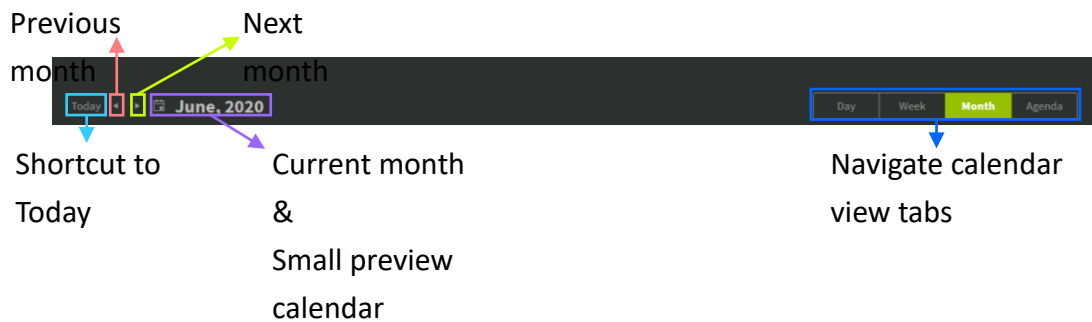 Previous
month
Next
month
Today
June, 2020
Day
Week
Month
Agenda
Shortcut to
Today
Current month
&
Small preview
calendar
Navigate calendar
view tabs